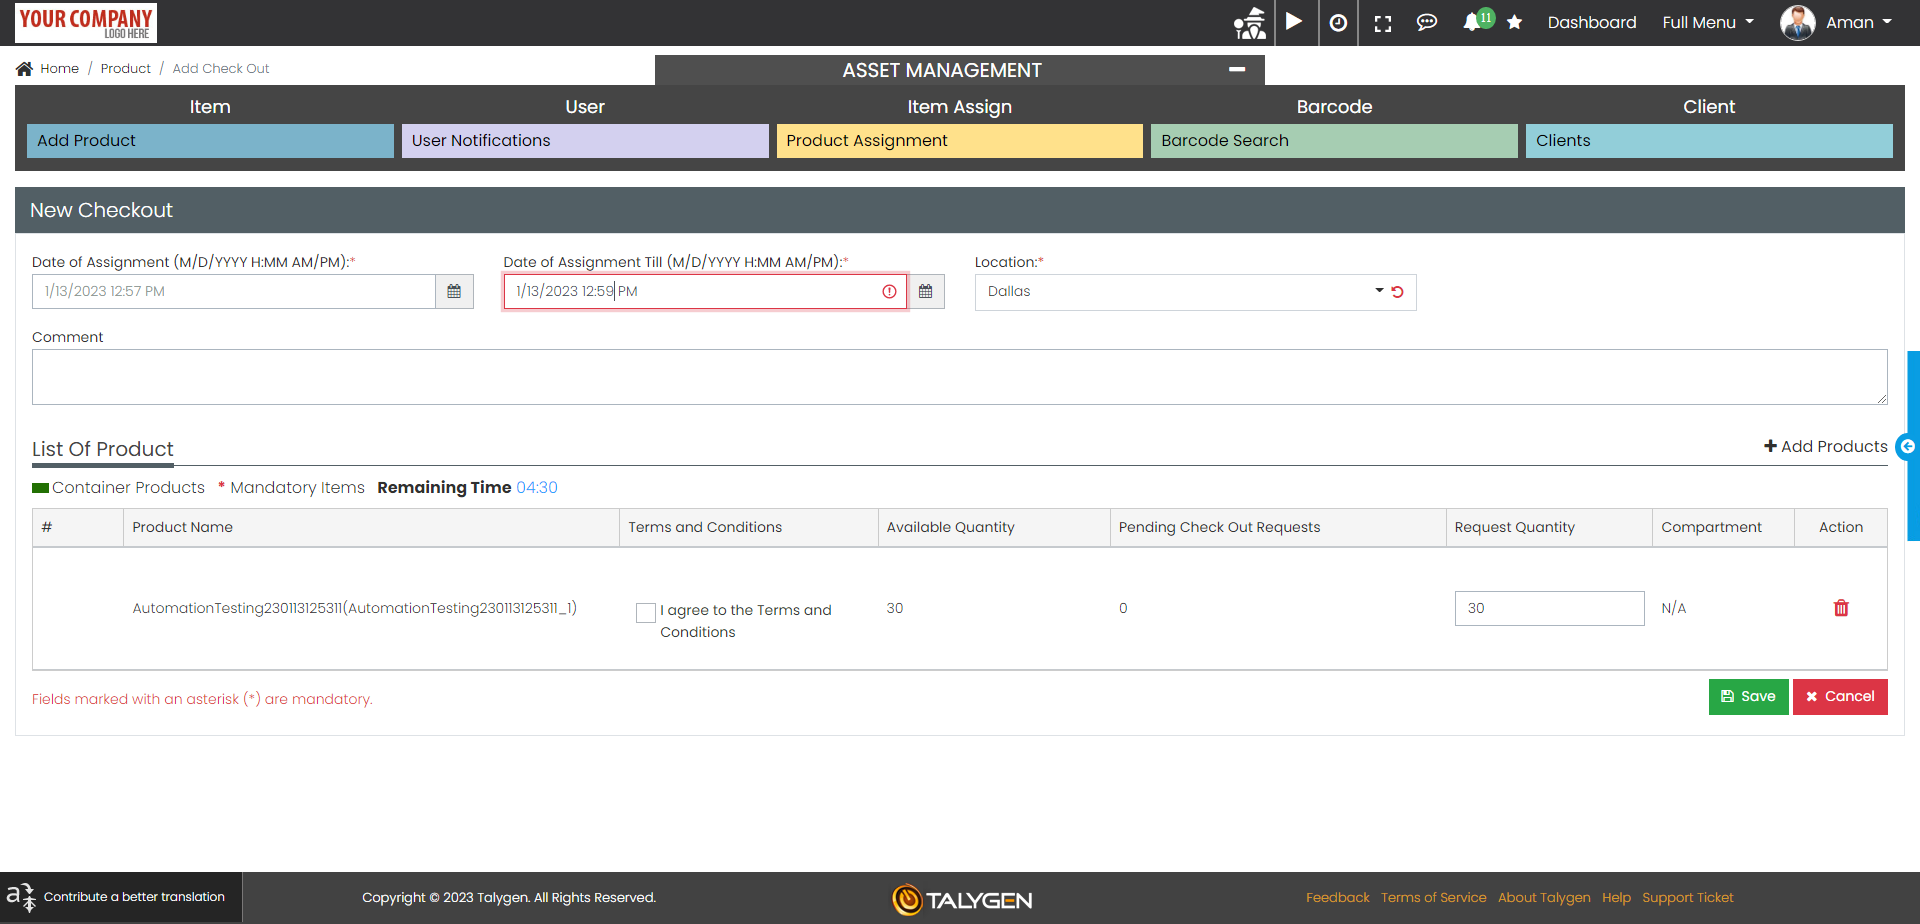 YOUR COMPANY
LOGO HERE
11
Dashboard
Full Menu
Aman
Home / Product / Add Check Out
ASSET MANAGEMENT
Item
User
Item Assign
Barcode
Client
Add Product
User Notifications
Product Assignment
Barcode Search
Clients
New Checkout
Date of Assignment (M/D/YYYY H:MM AM/PM):*
Date of Assignment Till (M/D/YYYY H:MM AM/PM):*
Location:*
1/13/2023 12:57 PM
1/13/2023 12:59 PM
Dallas
Comment
List Of Product
Add Products
Container Products * Mandatory Items Remaining Time 04:30
#
Product Name
Terms and Conditions
Available Quantity
Pending Check Out Requests
Request Quantity
Compartment
Action
AutomationTesting230113125311(AutomationTesting230113125311_1)
I agree to the Terms and
Conditions
30
0
30
N/A
Fields marked with an asterisk (*) are mandatory.
Save
Cancel
Contribute a better translation
Copyright © 2023 Talygen. All Rights Reserved.
TALYGEN
Feedback Terms of Service About Talygen Help Support Ticket